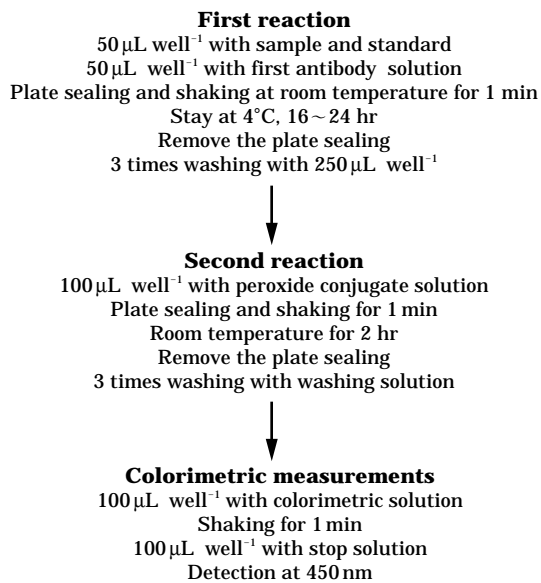 First reaction
50 μL well⁻¹ with sample and standard
50 μL well⁻¹ with first antibody solution
Plate sealing and shaking at room temperature for 1 min
Stay at 4°C, 16~24 hr
Remove the plate sealing
3 times washing with 250 μL well⁻¹
Second reaction
100 μL well⁻¹ with peroxide conjugate solution
Plate sealing and shaking for 1 min
Room temperature for 2 hr
Remove the plate sealing
3 times washing with washing solution
Colorimetric measurements
100 μL well⁻¹ with colorimetric solution
Shaking for 1 min
100 μL well⁻¹ with stop solution
Detection at 450 nm